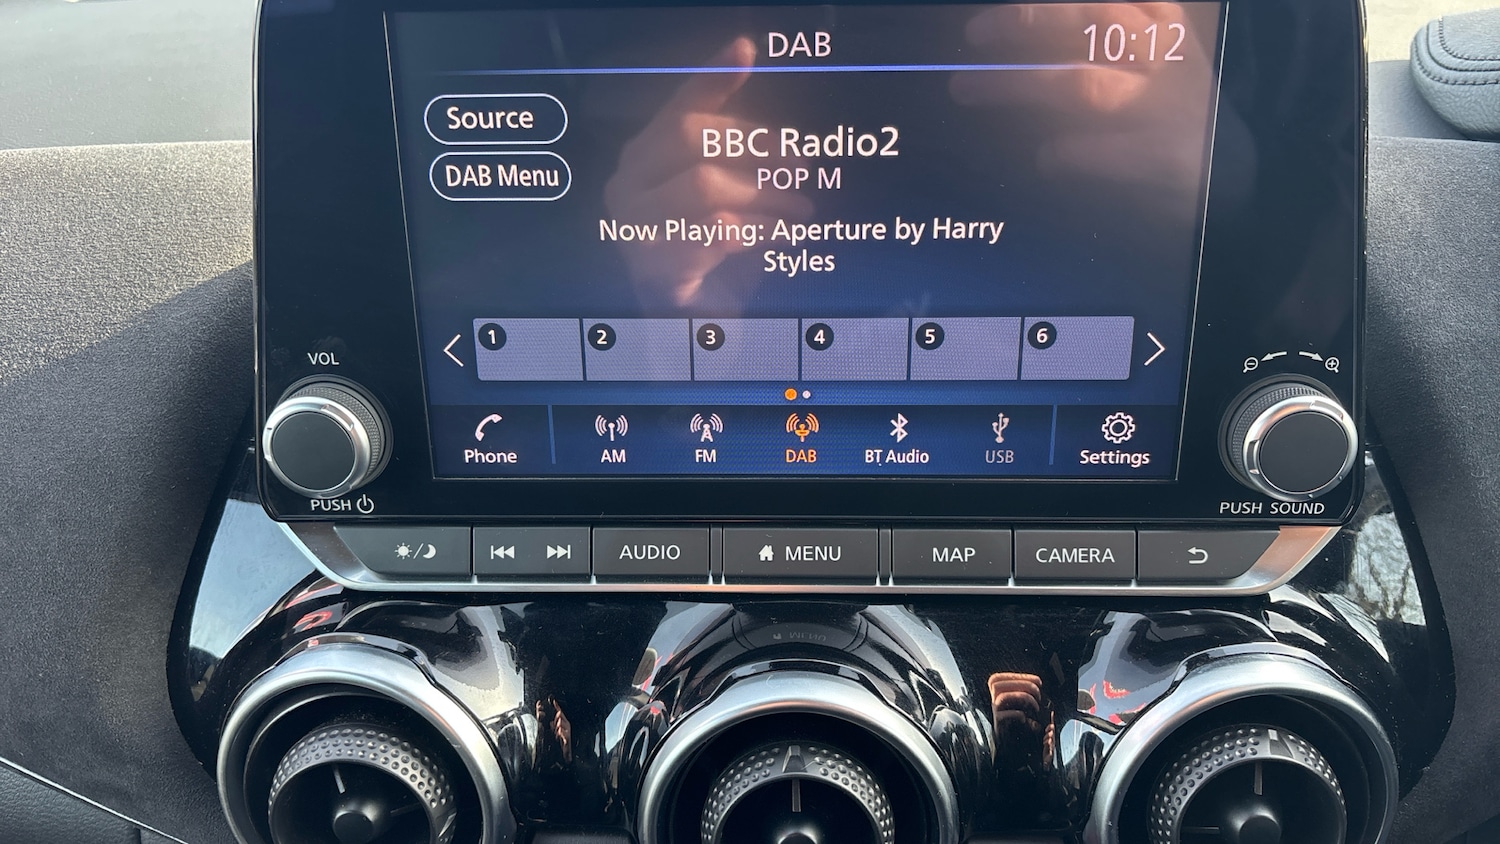 DAB
10:12
Source
DAB Menu
BBC Radio2
POP M
Now Playing: Aperture by Harry
Styles
1 2 3 4 5 6
Phone AM FM DAB BT Audio USB Settings
VOL
PUSH
PUSH SOUND
AUDIO MENU MAP CAMERA